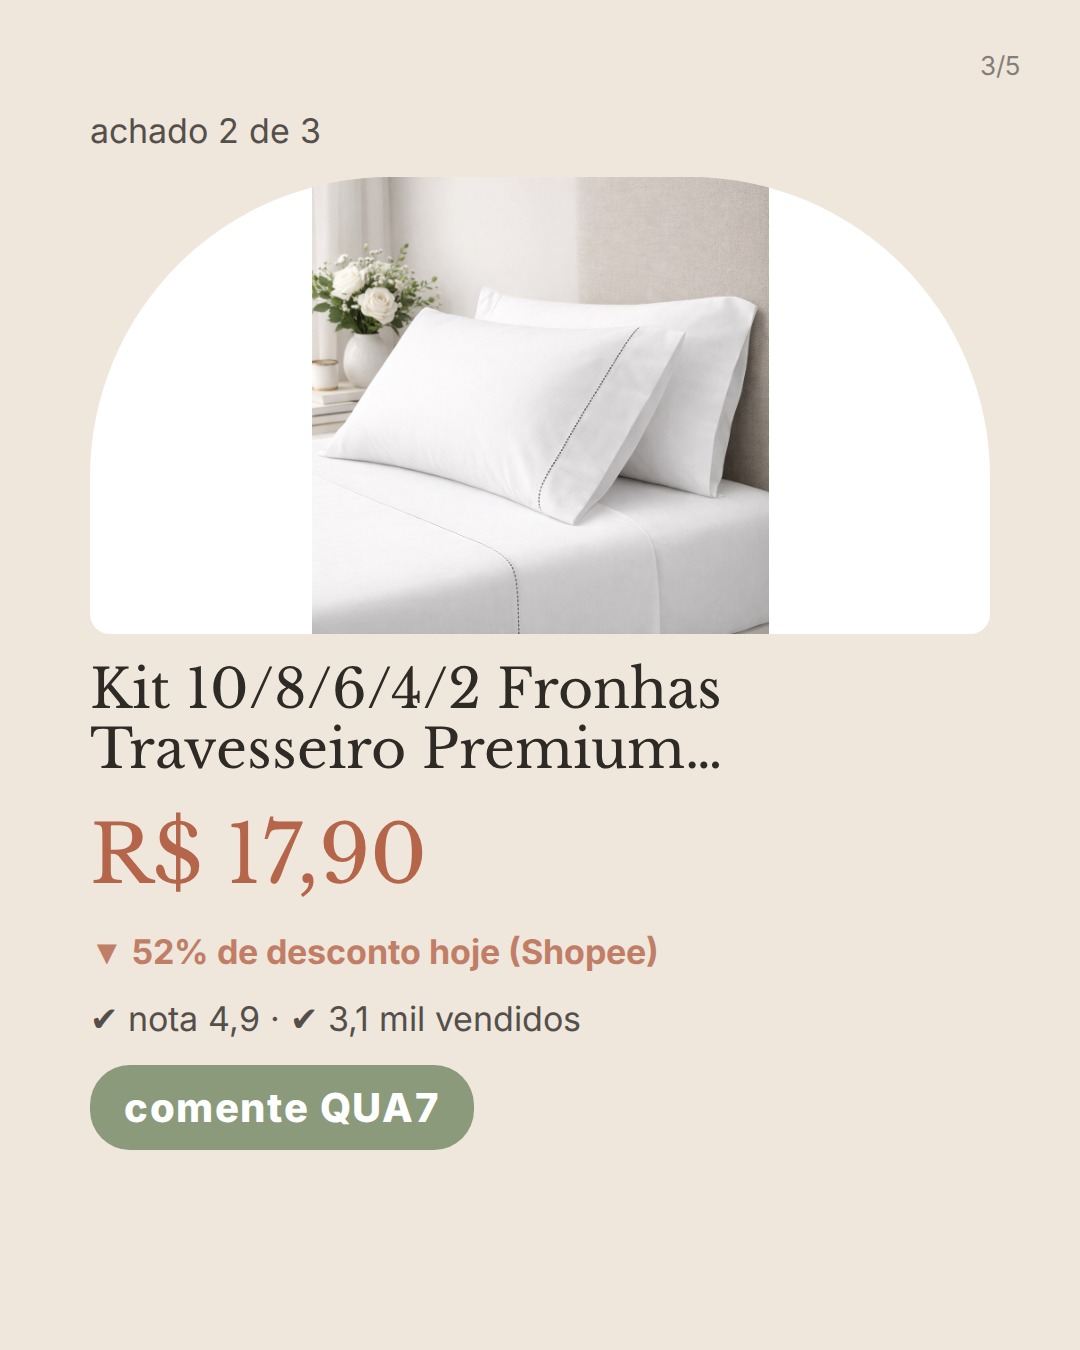 3/5
achado 2 de 3
Kit 10/8/6/4/2 Fronhas
Travesseiro Premium...
R$ 17,90
▼ 52% de desconto hoje (Shopee)
✔ nota 4,9 · ✔ 3,1 mil vendidos
comente QUA7